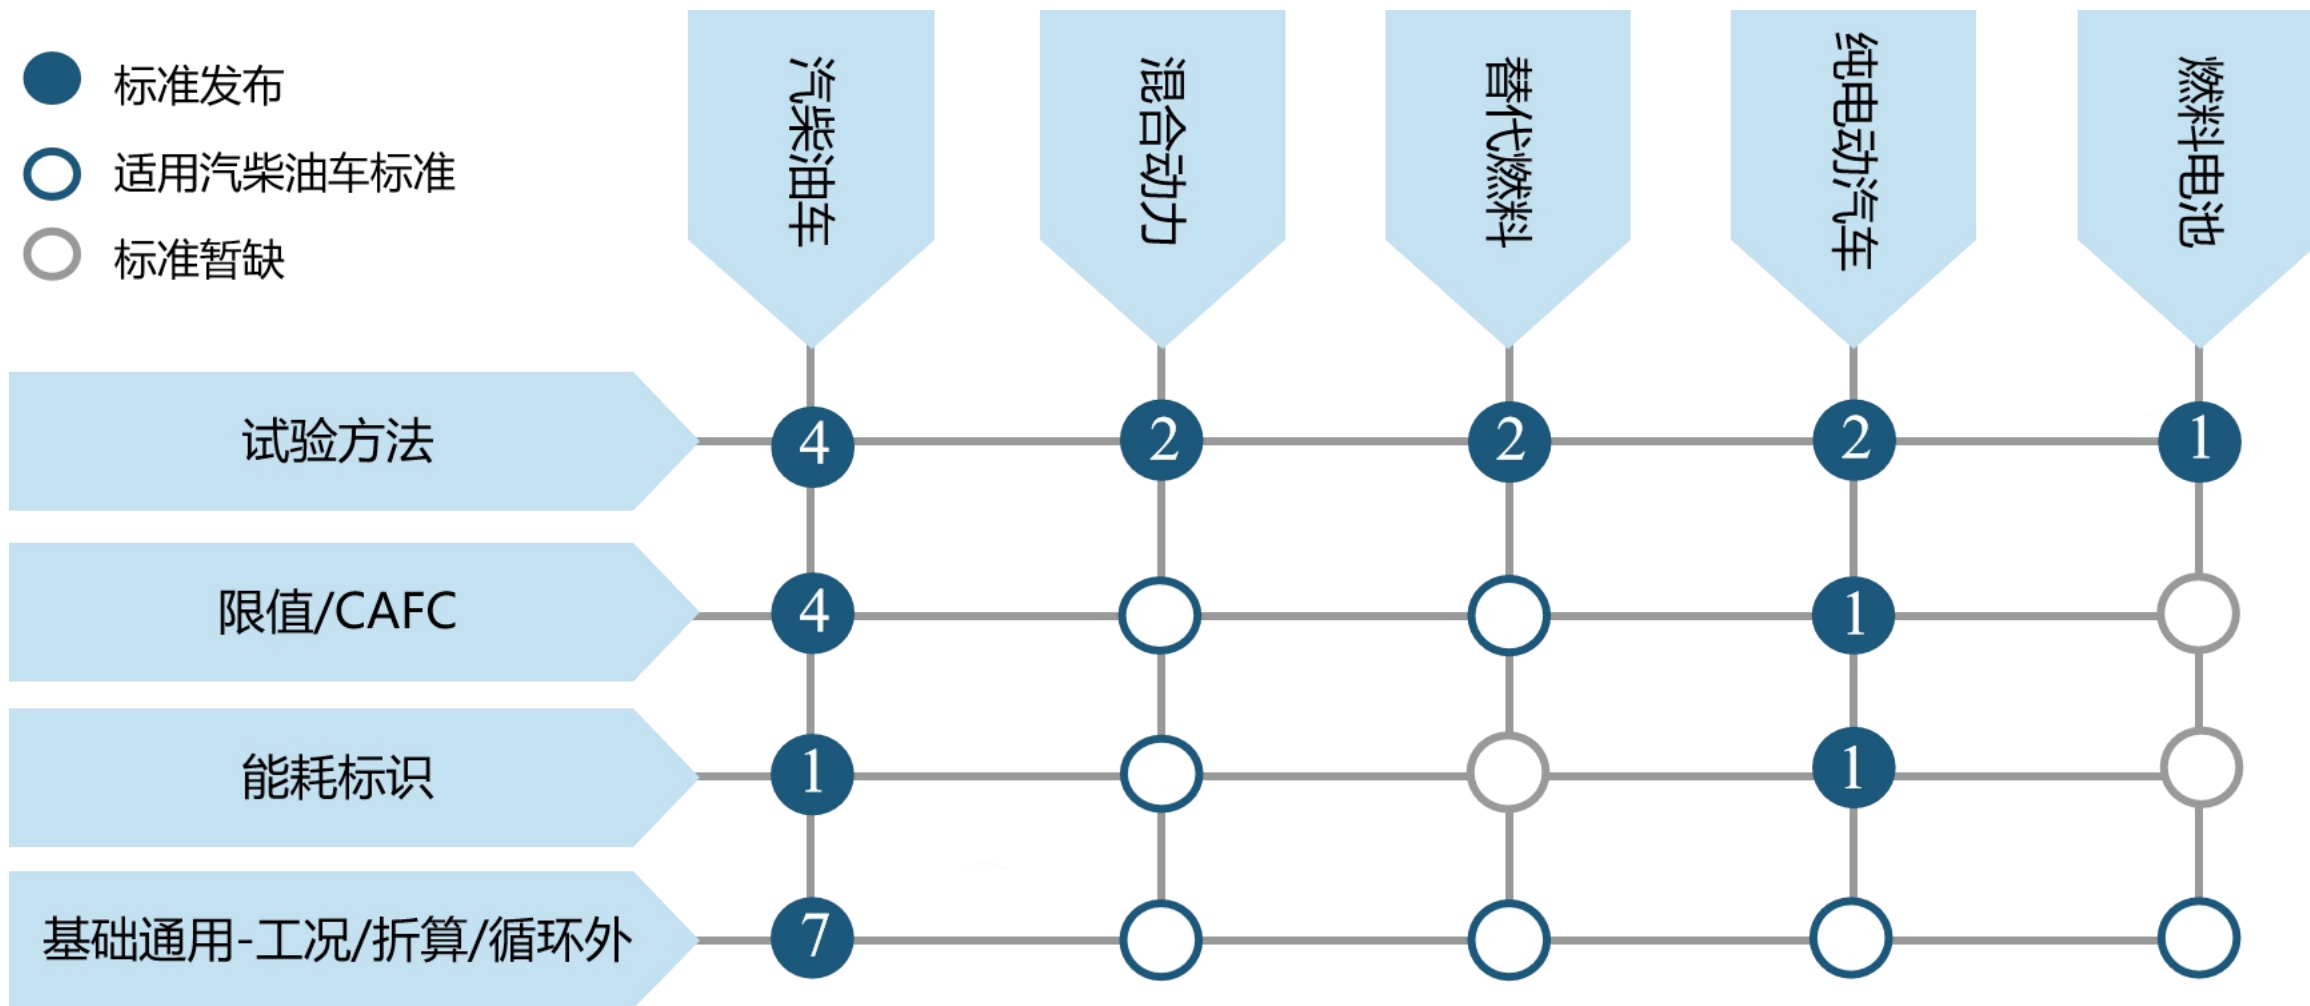 标准发布
适用汽柴油车标准
标准暂缺
汽柴油车
混合动力
替代燃料
纯电动汽车
燃料电池
试验方法
4
2
2
2
1
限值/CAFC
4
1
能耗标识
1
1
基础通用-工况/折算/循环外
7